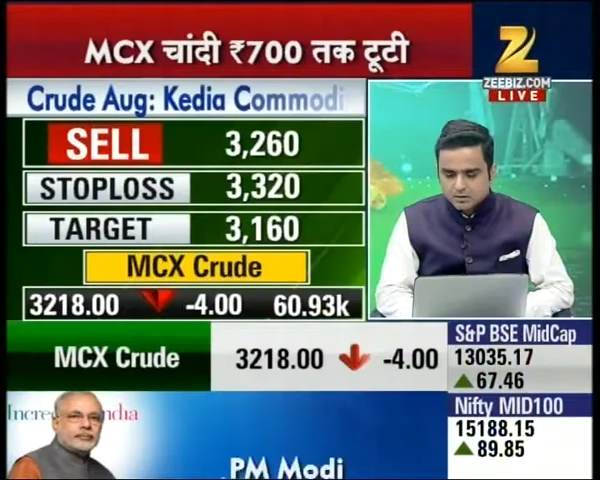 MCX चांदी ₹700 तक टूटी
ZEEBIZ.COM
LIVE
Crude Aug: Kedia Commodi
SELL 3,260
STOPLOSS 3,320
TARGET 3,160
MCX Crude
3218.00 -4.00 60.93k
MCX Crude 3218.00 -4.00
S&P BSE MidCap
13035.17
67.46
Nifty MID100
15188.15
89.85
PM Modi